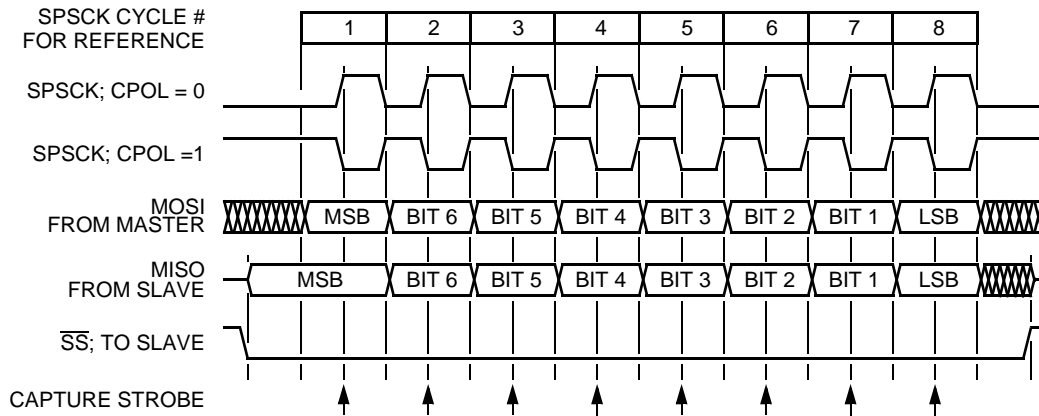 SPSCK CYCLE #
FOR REFERENCE
1 2 3 4 5 6 7 8
SPSCK; CPOL = 0
SPSCK; CPOL =1
MOSI
FROM MASTER
MSB BIT 6 BIT 5 BIT 4 BIT 3 BIT 2 BIT 1 LSB
MISO
FROM SLAVE
MSB BIT 6 BIT 5 BIT 4 BIT 3 BIT 2 BIT 1 LSB
S̅S̅; TO SLAVE
CAPTURE STROBE